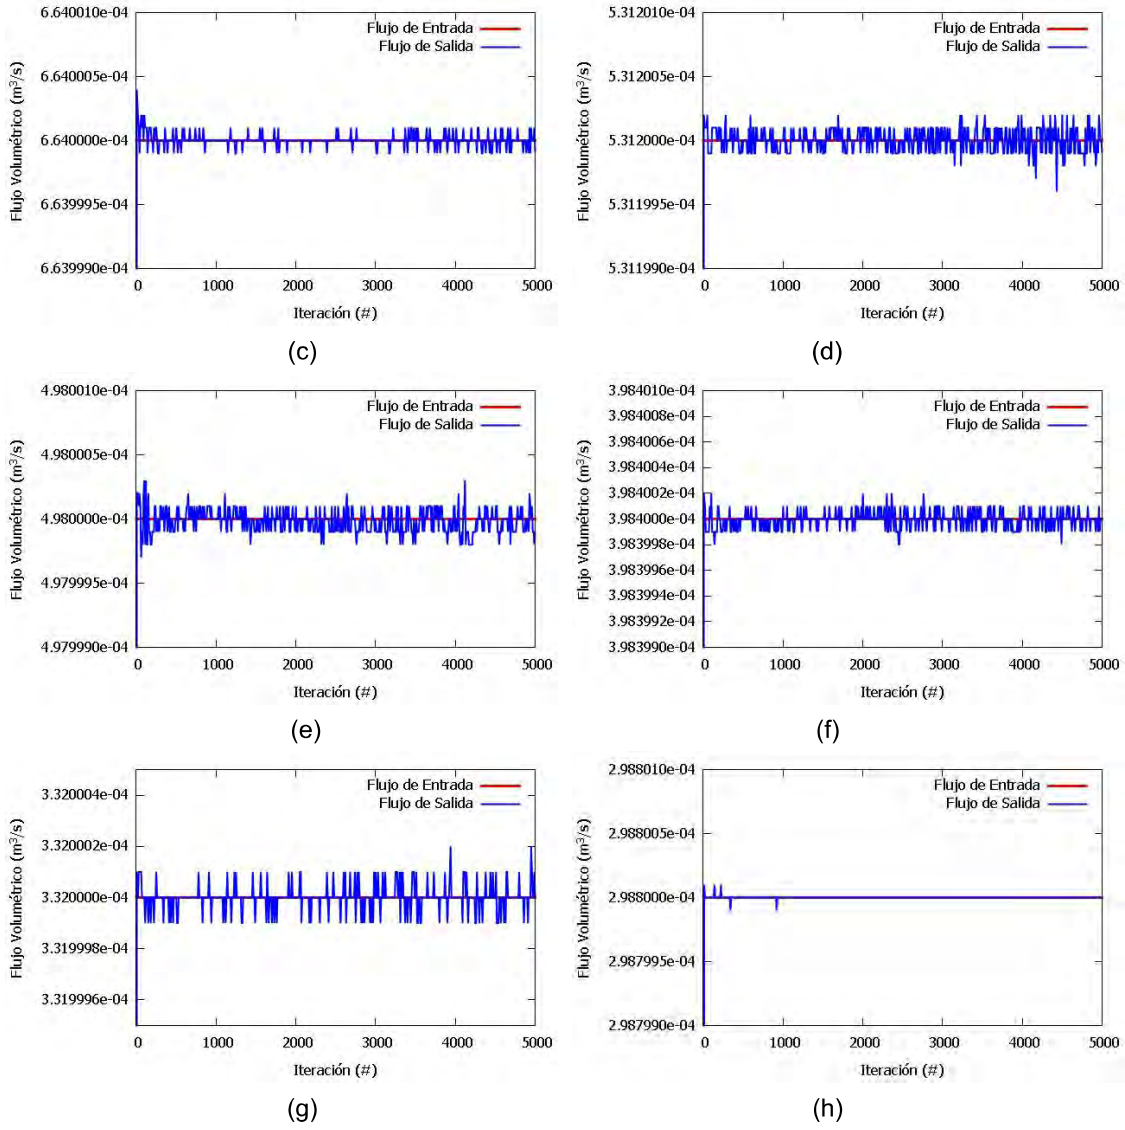 6.640010e-04
6.640005e-04
6.640000e-04
6.639995e-04
6.639990e-04
Flujo Volumétrico (m³/s)
Flujo de Entrada
Flujo de Salida
0 1000 2000 3000 4000 5000
Iteración (#)
(c)
5.312010e-04
5.312005e-04
5.312000e-04
5.311995e-04
5.311990e-04
Flujo Volumétrico (m³/s)
Flujo de Entrada
Flujo de Salida
0 1000 2000 3000 4000 5000
Iteración (#)
(d)
4.980010e-04
4.980005e-04
4.980000e-04
4.979995e-04
4.979990e-04
Flujo Volumétrico (m³/s)
Flujo de Entrada
Flujo de Salida
0 1000 2000 3000 4000 5000
Iteración (#)
(e)
3.984010e-04
3.984008e-04
3.984006e-04
3.984004e-04
3.984002e-04
3.984000e-04
3.983998e-04
3.983996e-04
3.983994e-04
3.983992e-04
3.983990e-04
Flujo Volumétrico (m³/s)
Flujo de Entrada
Flujo de Salida
0 1000 2000 3000 4000 5000
Iteración (#)
(f)
3.320004e-04
3.320002e-04
3.320000e-04
3.319998e-04
3.319996e-04
Flujo Volumétrico (m³/s)
Flujo de Entrada
Flujo de Salida
0 1000 2000 3000 4000 5000
Iteración (#)
(g)
2.988010e-04
2.988005e-04
2.988000e-04
2.987995e-04
2.987990e-04
Flujo Volumétrico (m³/s)
Flujo de Entrada
Flujo de Salida
0 1000 2000 3000 4000 5000
Iteración (#)
(h)